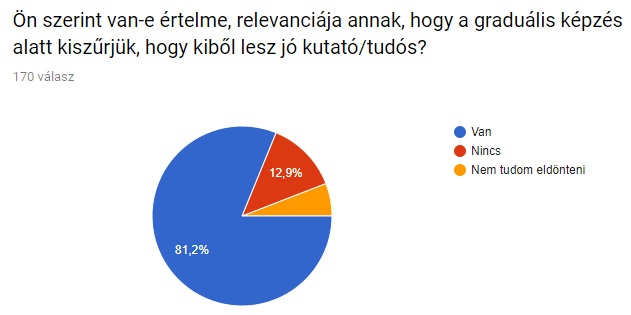 Ön szerint van-e értelme, relevanciája annak, hogy a graduális képzés
alatt kiszűrjük, hogy kiből lesz jó kutató/tudós?
170 válasz
Van
Nincs
Nem tudom eldönteni
12,9%
81,2%